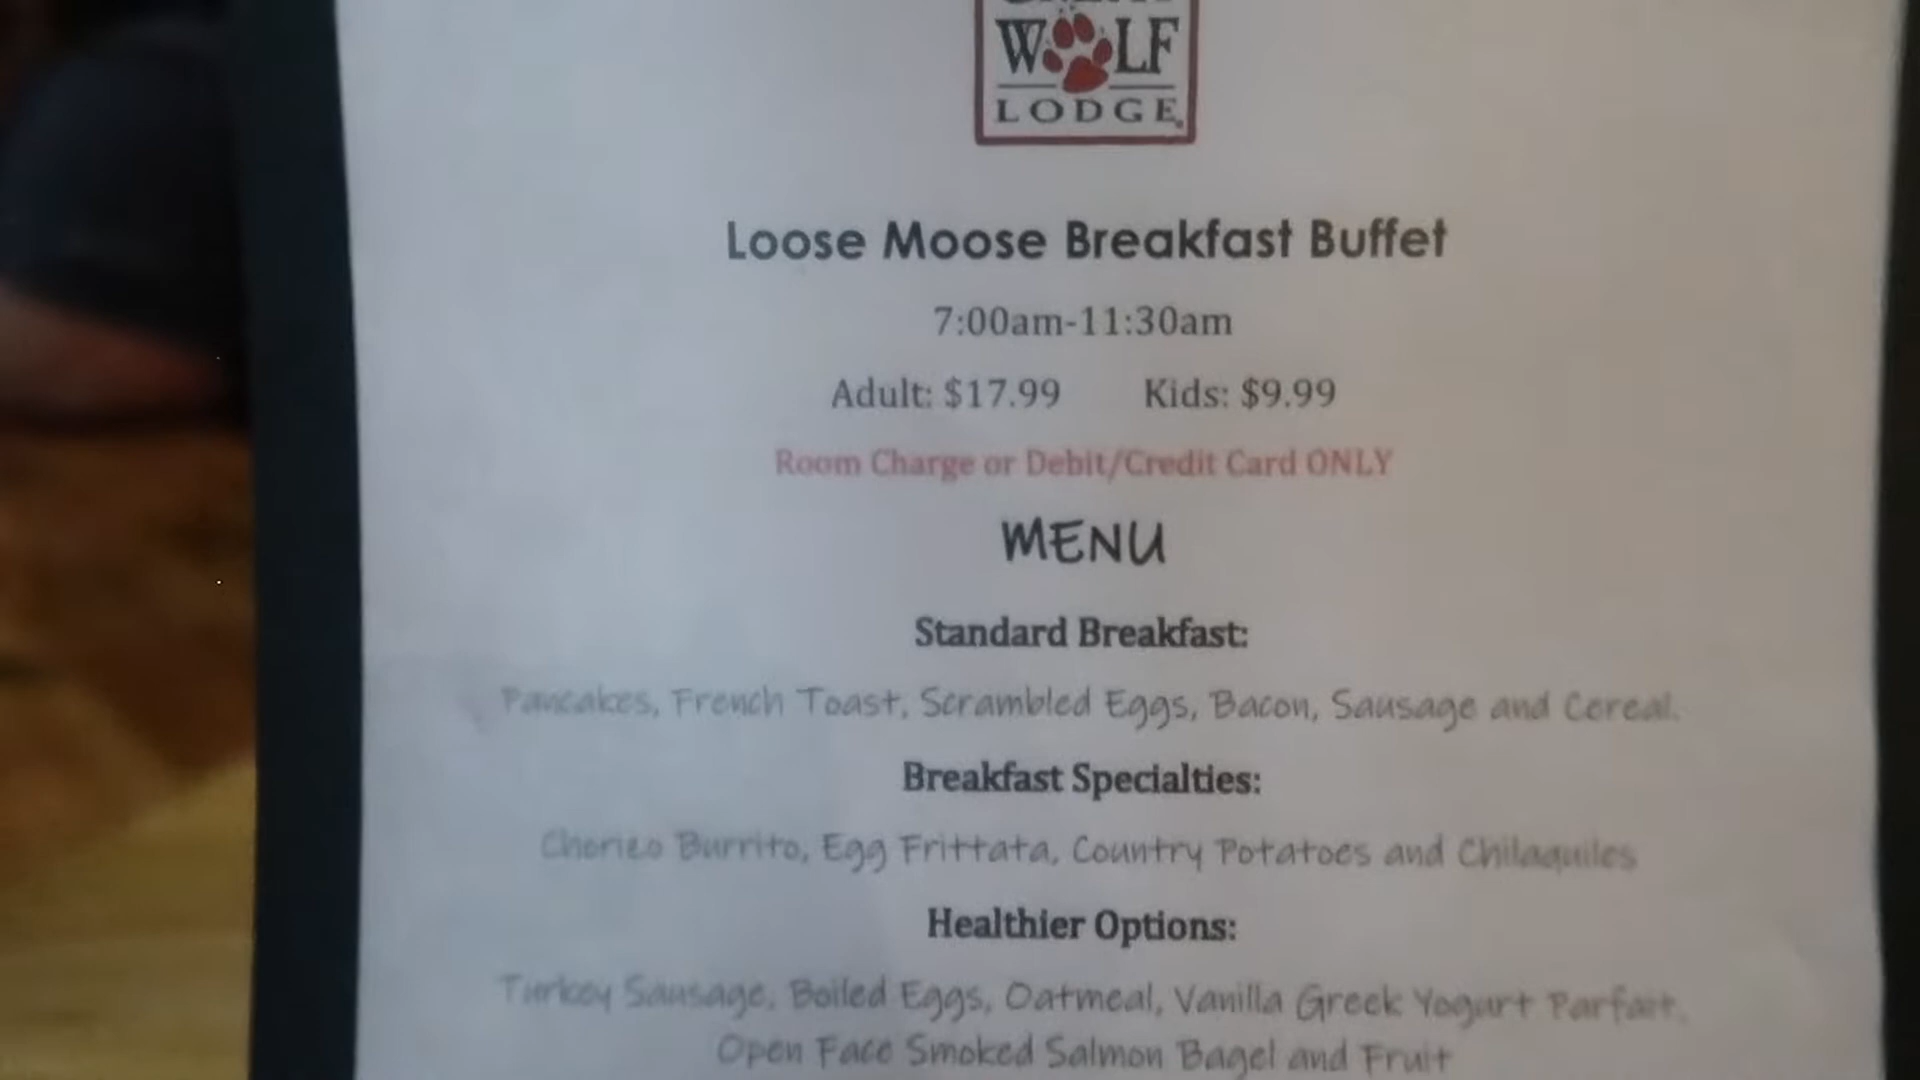 WOLF
LODGE
Loose Moose Breakfast Buffet
7:00am-11:30am
Adult: $17.99 Kids: $9.99
Room Charge or Debit/Credit Card ONLY
MENU
Standard Breakfast:
Pancakes, French Toast, Scrambled Eggs, Bacon, Sausage and Cereal.
Breakfast Specialties:
Chorizo Burrito, Egg Frittata, Country Potatoes and Chilaquiles
Healthier Options:
Turkey Sausage, Boiled Eggs, Oatmeal, Vanilla Greek Yogurt Parfait,
Open Face Smoked Salmon Bagel and Fruit